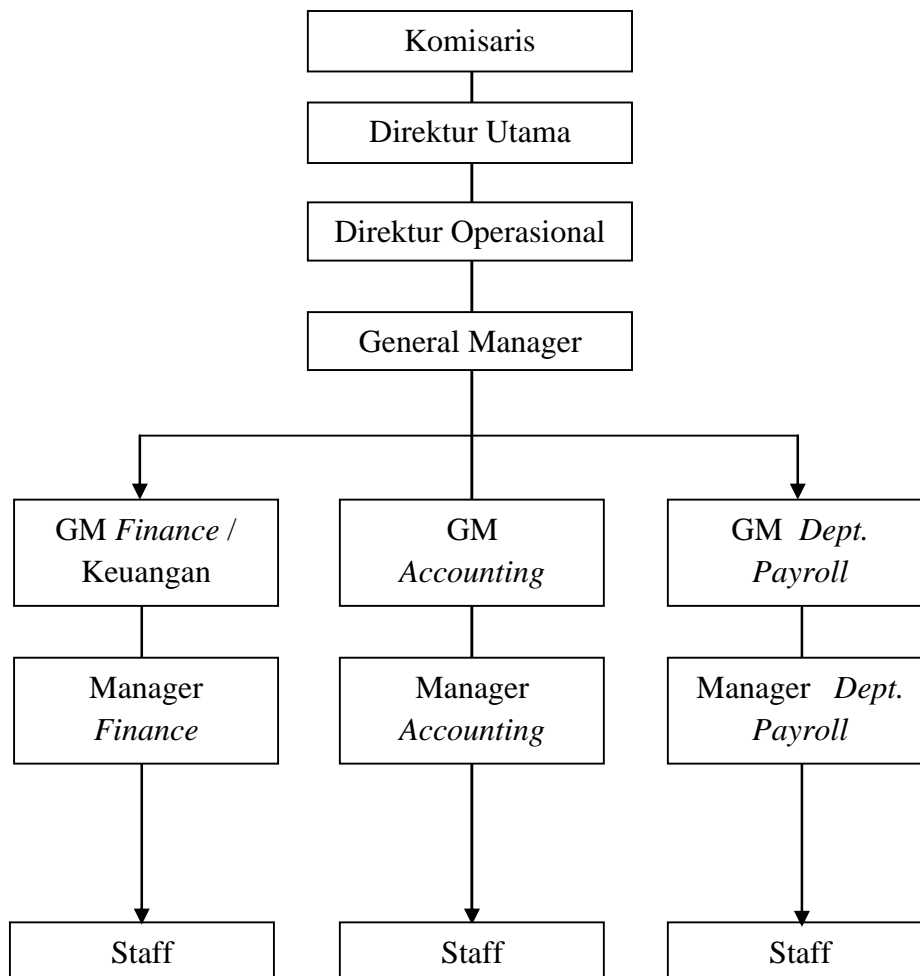 Komisaris
Direktur Utama
Direktur Operasional
General Manager
GM Finance /
Keuangan
GM
Accounting
GM Dept.
Payroll
Manager
Finance
Manager
Accounting
Manager Dept.
Payroll
Staff
Staff
Staff